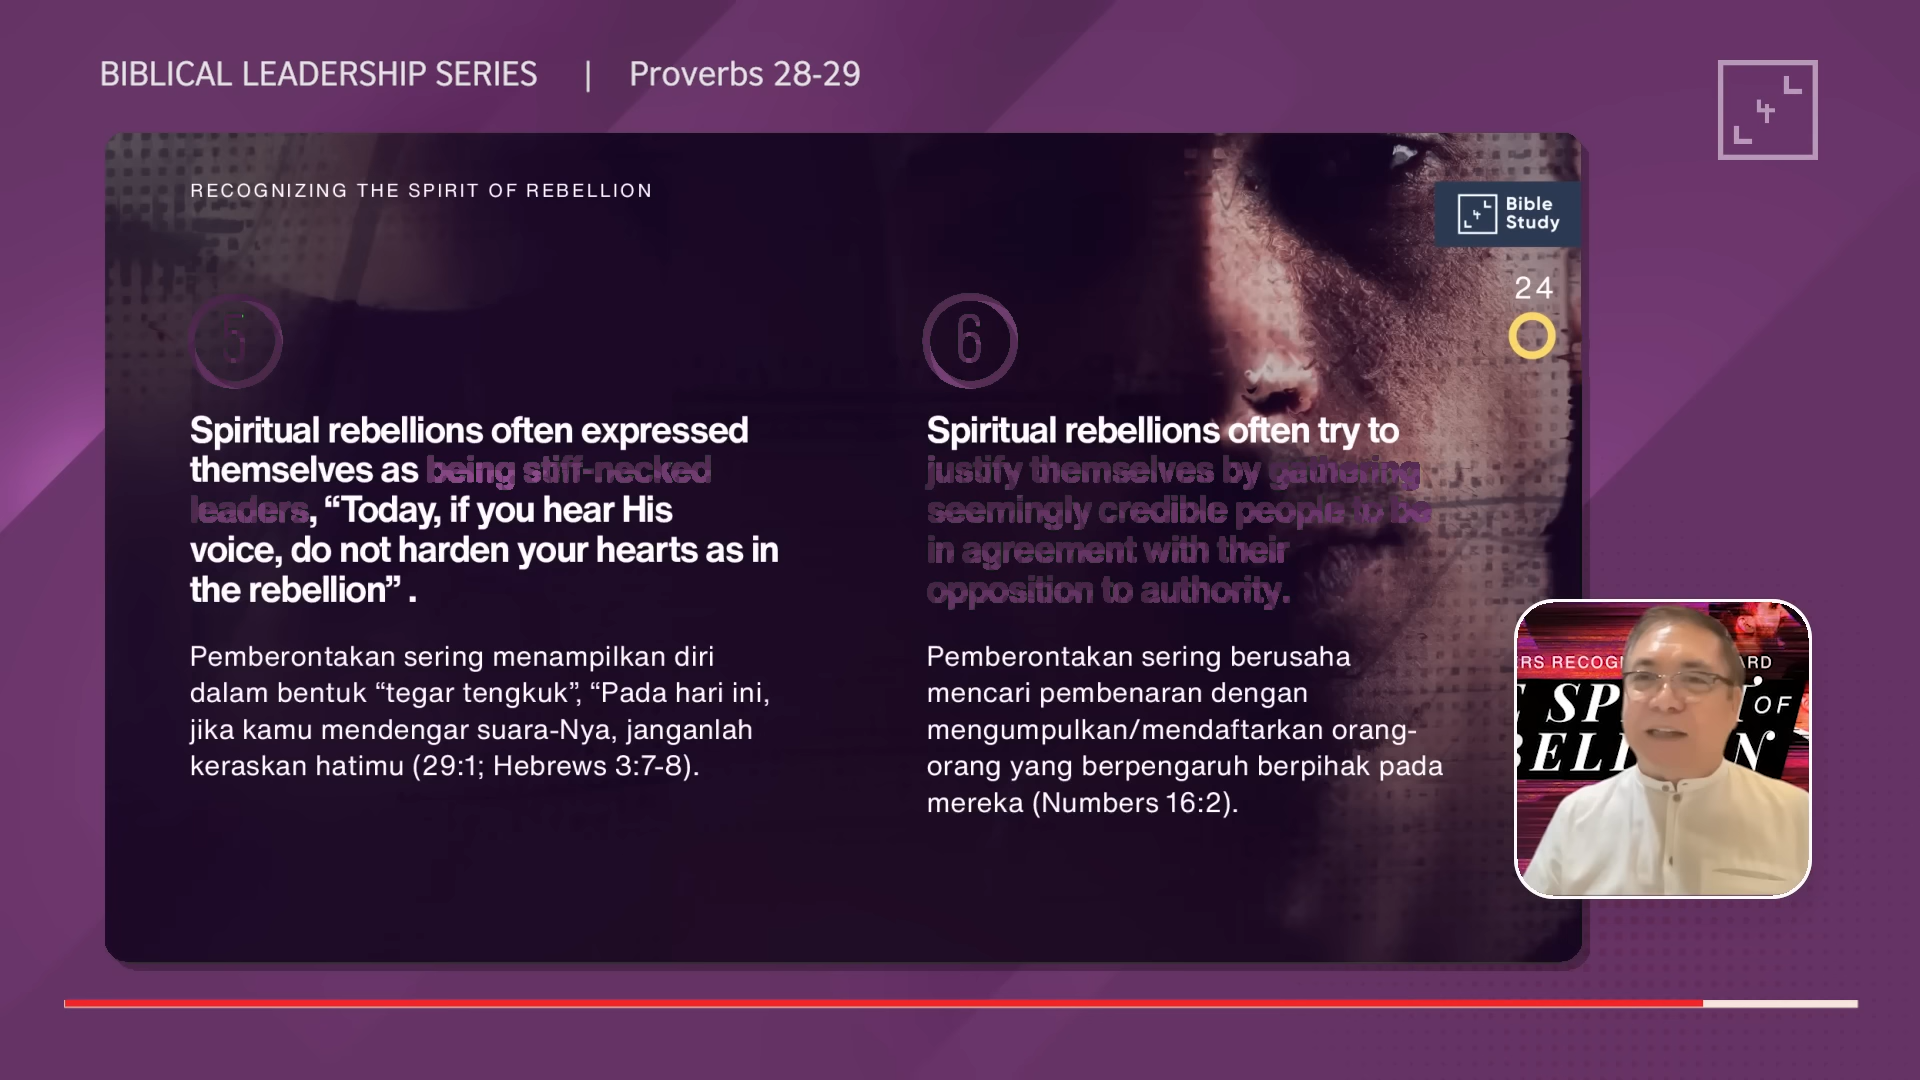 BIBLICAL LEADERSHIP SERIES | Proverbs 28-29
RECOGNIZING THE SPIRIT OF REBELLION
Bible
Study
24
5
Spiritual rebellions often expressed
themselves as being stiff-necked
leaders, “Today, if you hear His
voice, do not harden your hearts as in
the rebellion” .
Pemberontakan sering menampilkan diri
dalam bentuk “tegar tengkuk”, “Pada hari ini,
jika kamu mendengar suara-Nya, janganlah
keraskan hatimu (29:1; Hebrews 3:7-8).
6
Spiritual rebellions often try to
justify themselves by gathering
seemingly credible people to be
in agreement with their
opposition to authority.
Pemberontakan sering berusaha
mencari pembenaran dengan
mengumpulkan/mendaftarkan orang-
orang yang berpengaruh berpihak pada
mereka (Numbers 16:2).
OF